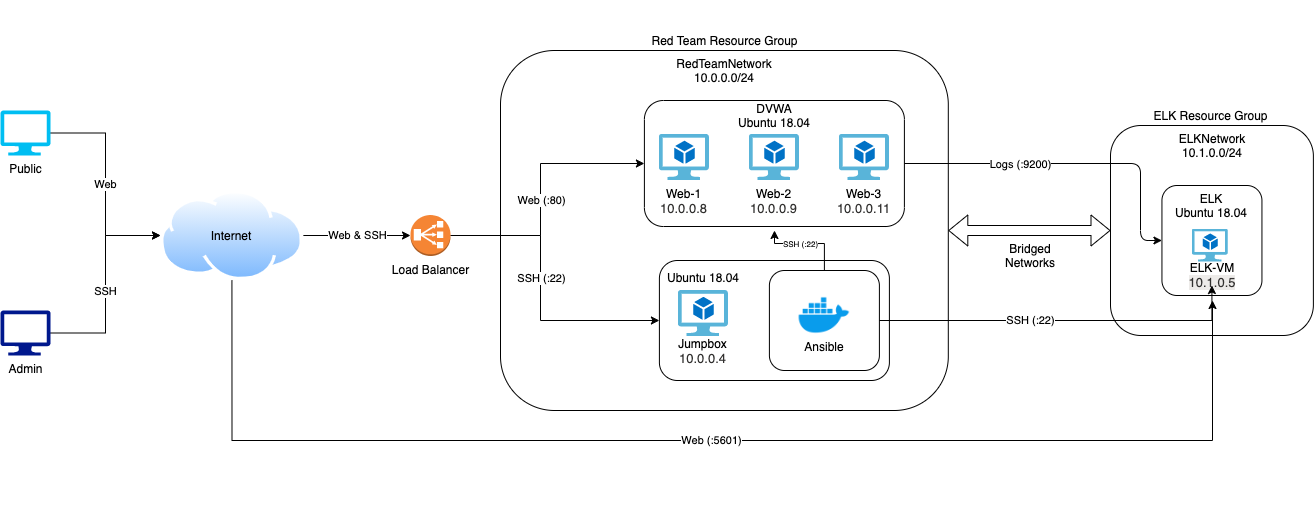 Red Team Resource Group
RedTeamNetwork
10.0.0.0/24
DVWA
Ubuntu 18.04
Web-1
10.0.0.8
Web-2
10.0.0.9
Web-3
10.0.0.11
ELK Resource Group
ELKNetwork
10.1.0.0/24
ELK
Ubuntu 18.04
ELK-VM
10.1.0.5
Public
Web
SSH
Admin
Internet
Web & SSH
Load Balancer
Web (:80)
SSH (:22)
Logs (:9200)
Bridged
Networks
SSH (:22)
Ubuntu 18.04
Jumpbox
10.0.0.4
Ansible
SSH (:22)
Web (:5601)